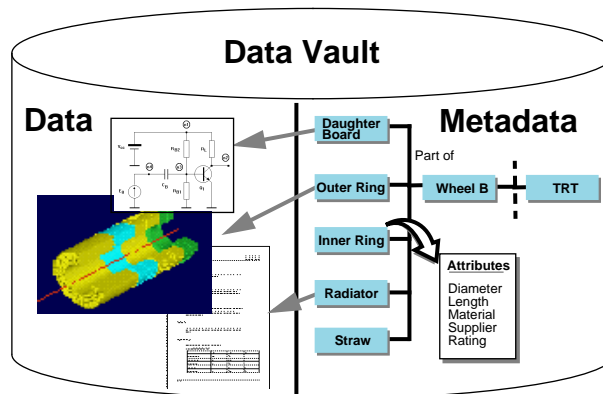 Data Vault
Data
Metadata
Daughter
Board
Part of
Outer Ring
Wheel B
TRT
Inner Ring
Attributes
Diameter
Length
Material
Supplier
Rating
Radiator
Straw